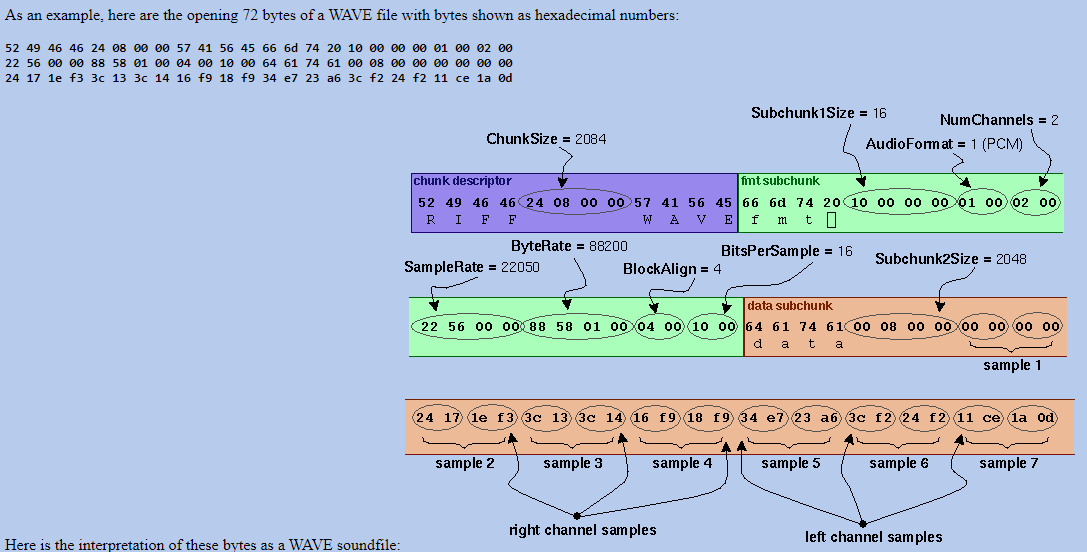 As an example, here are the opening 72 bytes of a WAVE file with bytes shown as hexadecimal numbers:
52 49 46 46 24 08 00 00 57 41 56 45 66 6d 74 20 10 00 00 00 01 00 02 00
22 56 00 00 88 58 01 00 04 00 10 00 64 61 74 61 00 08 00 00 00 00 00 00
24 17 1e f3 3c 13 3c 14 16 f9 18 f9 34 e7 23 a6 3c f2 24 f2 11 ce 1a 0d
Subchunk1Size = 16
NumChannels = 2
ChunkSize = 2084
AudioFormat = 1 (PCM)
chunk descriptor
fmt subchunk
52 49 46 46 24 08 00 00 57 41 56 45 66 6d 74 20 10 00 00 00 01 00 02 00
R I F F W A V E f m t
ByteRate = 88200
BitsPerSample = 16
SampleRate = 22050
BlockAlign = 4
Subchunk2Size = 2048
data subchunk
22 56 00 00 88 58 01 00 04 00 10 00 64 61 74 61 00 08 00 00 00 00 00 00
d a t a
sample 1
24 17 1e f3 3c 13 3c 14 16 f9 18 f9 34 e7 23 a6 3c f2 24 f2 11 ce 1a 0d
sample 2 sample 3 sample 4 sample 5 sample 6 sample 7
right channel samples
left channel samples
Here is the interpretation of these bytes as a WAVE soundfile: